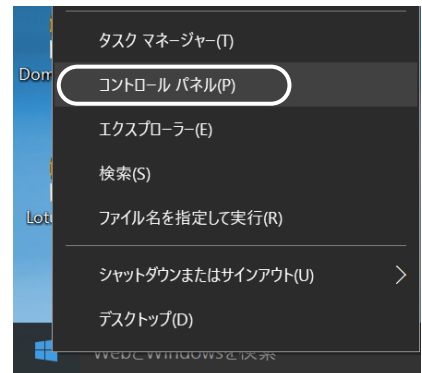 タスク マネージャー(T)
Dom
コントロール パネル(P)
エクスプローラー(E)
検索(S)
Lotu
ファイル名を指定して実行(R)
シャットダウンまたはサインアウト(U)
デスクトップ(D)
WebとWindowsを検索